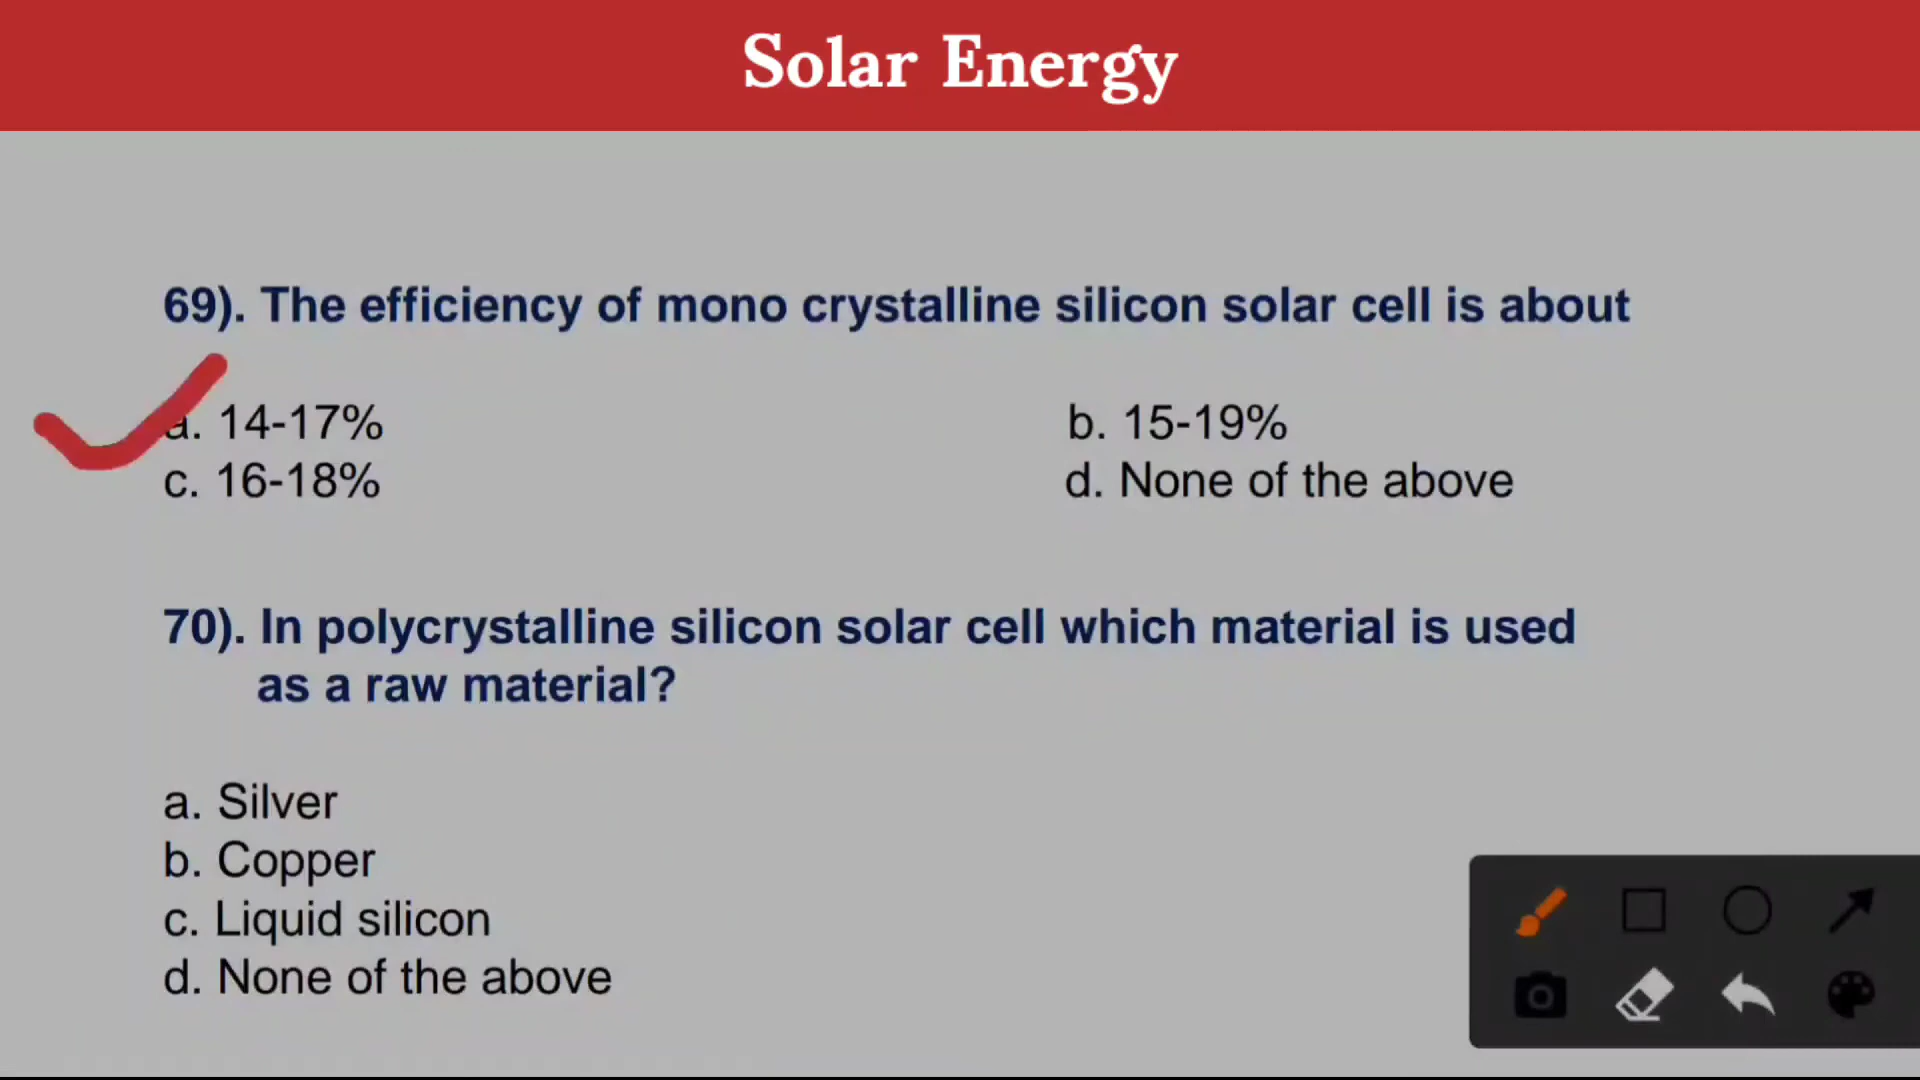 Solar Energy
69). The efficiency of mono crystalline silicon solar cell is about
a. 14-17%
b. 15-19%
c. 16-18%
d. None of the above
70). In polycrystalline silicon solar cell which material is used
as a raw material?
a. Silver
b. Copper
c. Liquid silicon
d. None of the above